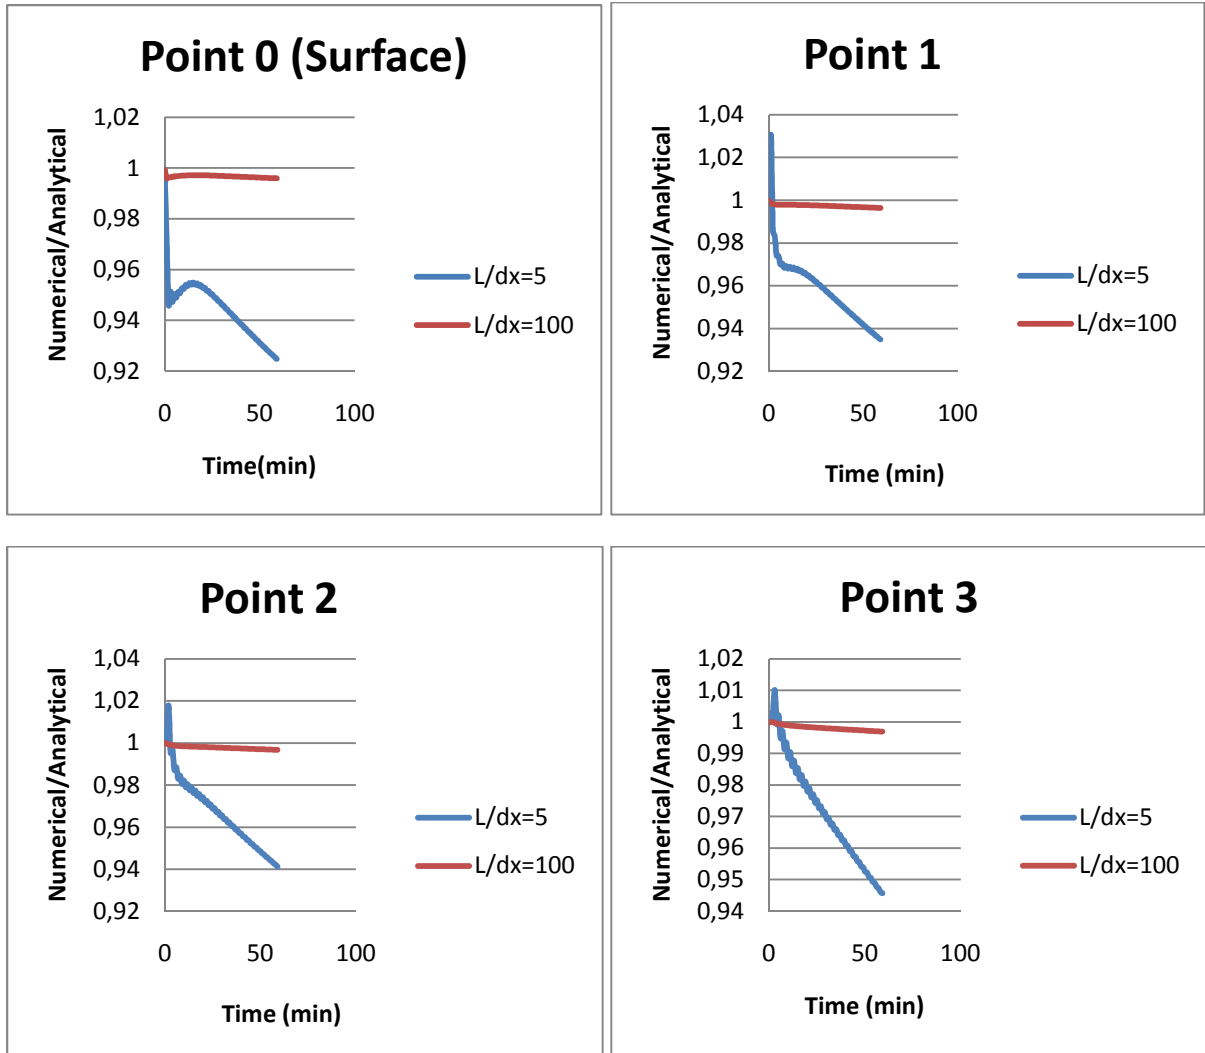 Point 0 (Surface)
Numerical/Analytical
1,02
1
0,98
0,96
0,94
0,92
0 50 100
Time(min)
L/dx=5
L/dx=100
Point 1
Numerical/Analytical
1,04
1,02
1
0,98
0,96
0,94
0,92
0 50 100
Time (min)
L/dx=5
L/dx=100
Point 2
Numerical/Analytical
1,04
1,02
1
0,98
0,96
0,94
0,92
0 50 100
Time (min)
L/dx=5
L/dx=100
Point 3
Numerical/Analytical
1,02
1,01
1
0,99
0,98
0,97
0,96
0,95
0,94
0 50 100
Time (min)
L/dx=5
L/dx=100